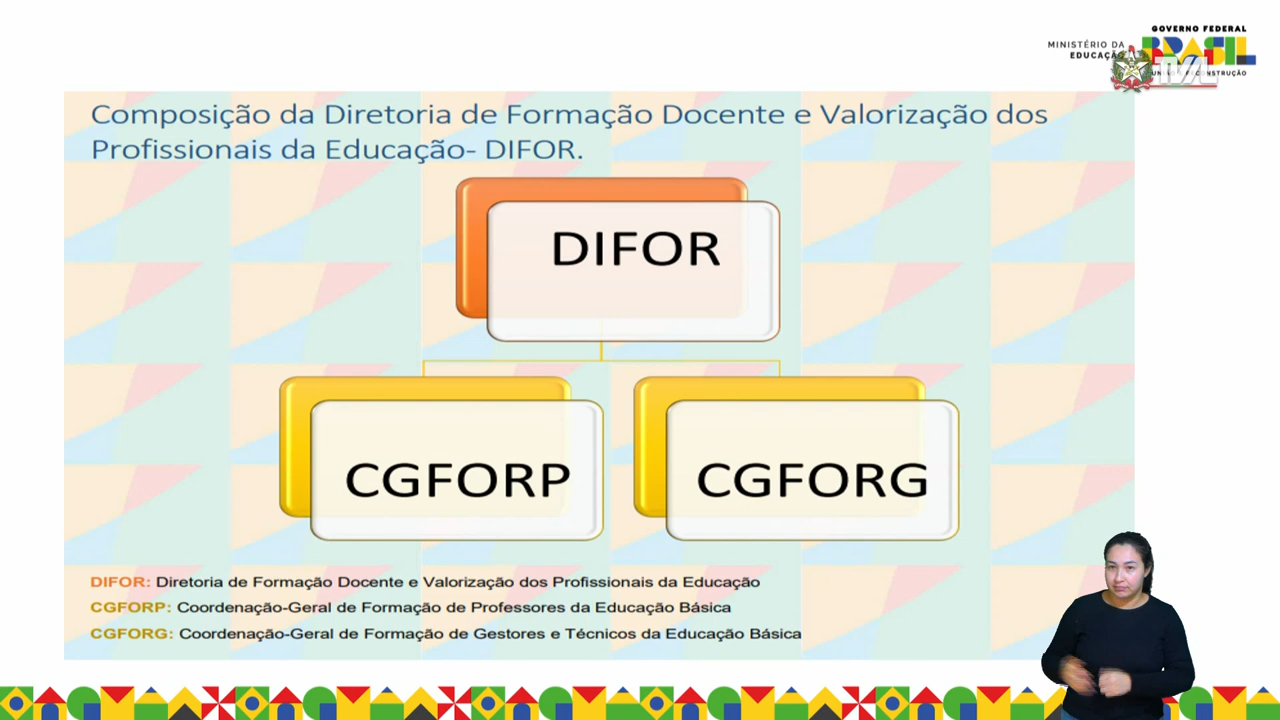 GOVERNO FEDERAL
MINISTÉRIO DA
EDUCAÇÃO
BRASIL
UNIÃO E RECONSTRUÇÃO
Composição da Diretoria de Formação Docente e Valorização dos
Profissionais da Educação- DIFOR.
DIFOR
CGFORP
CGFORG
DIFOR: Diretoria de Formação Docente e Valorização dos Profissionais da Educação
CGFORP: Coordenação-Geral de Formação de Professores da Educação Básica
CGFORG: Coordenação-Geral de Formação de Gestores e Técnicos da Educação Básica